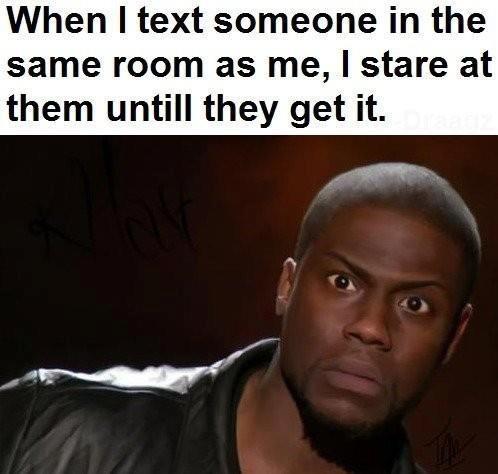 When I text someone in the
same room as me, I stare at
them untill they get it.